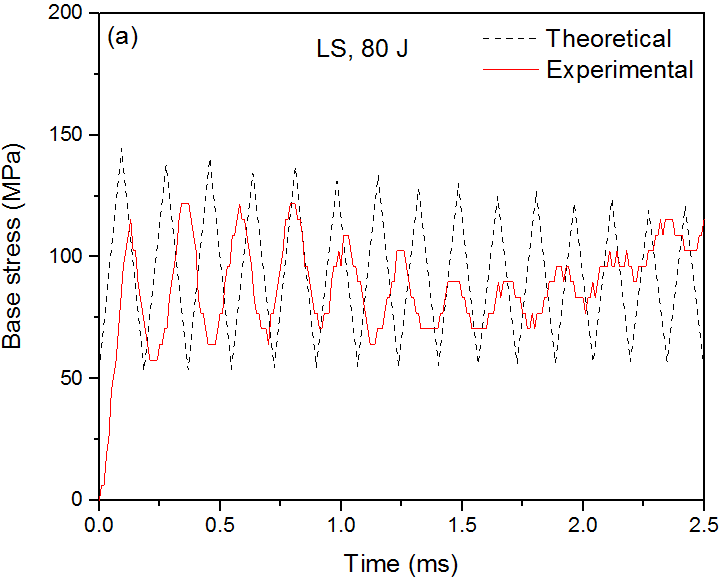 (a)
LS, 80 J
Theoretical
Experimental
Base stress (MPa)
200
150
100
50
0
0.0 0.5 1.0 1.5 2.0 2.5
Time (ms)